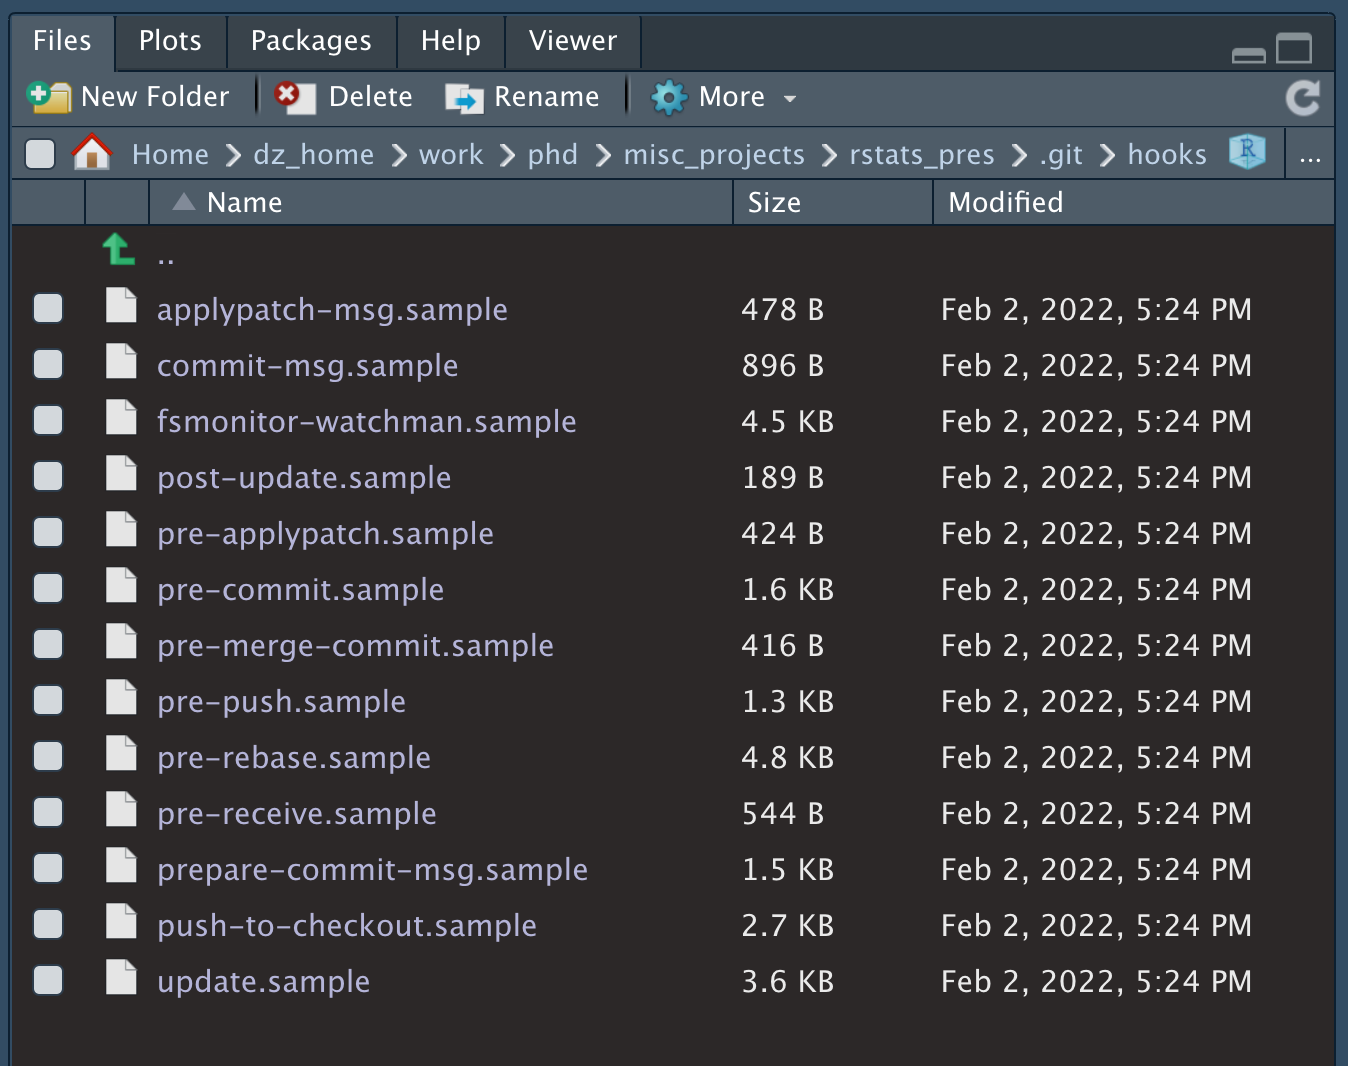 Files Plots Packages Help Viewer
New Folder Delete Rename More
Home dz_home work phd misc_projects rstats_pres .git hooks R ...
Name Size Modified
..
applypatch-msg.sample 478 B Feb 2, 2022, 5:24 PM
commit-msg.sample 896 B Feb 2, 2022, 5:24 PM
fsmonitor-watchman.sample 4.5 KB Feb 2, 2022, 5:24 PM
post-update.sample 189 B Feb 2, 2022, 5:24 PM
pre-applypatch.sample 424 B Feb 2, 2022, 5:24 PM
pre-commit.sample 1.6 KB Feb 2, 2022, 5:24 PM
pre-merge-commit.sample 416 B Feb 2, 2022, 5:24 PM
pre-push.sample 1.3 KB Feb 2, 2022, 5:24 PM
pre-rebase.sample 4.8 KB Feb 2, 2022, 5:24 PM
pre-receive.sample 544 B Feb 2, 2022, 5:24 PM
prepare-commit-msg.sample 1.5 KB Feb 2, 2022, 5:24 PM
push-to-checkout.sample 2.7 KB Feb 2, 2022, 5:24 PM
update.sample 3.6 KB Feb 2, 2022, 5:24 PM